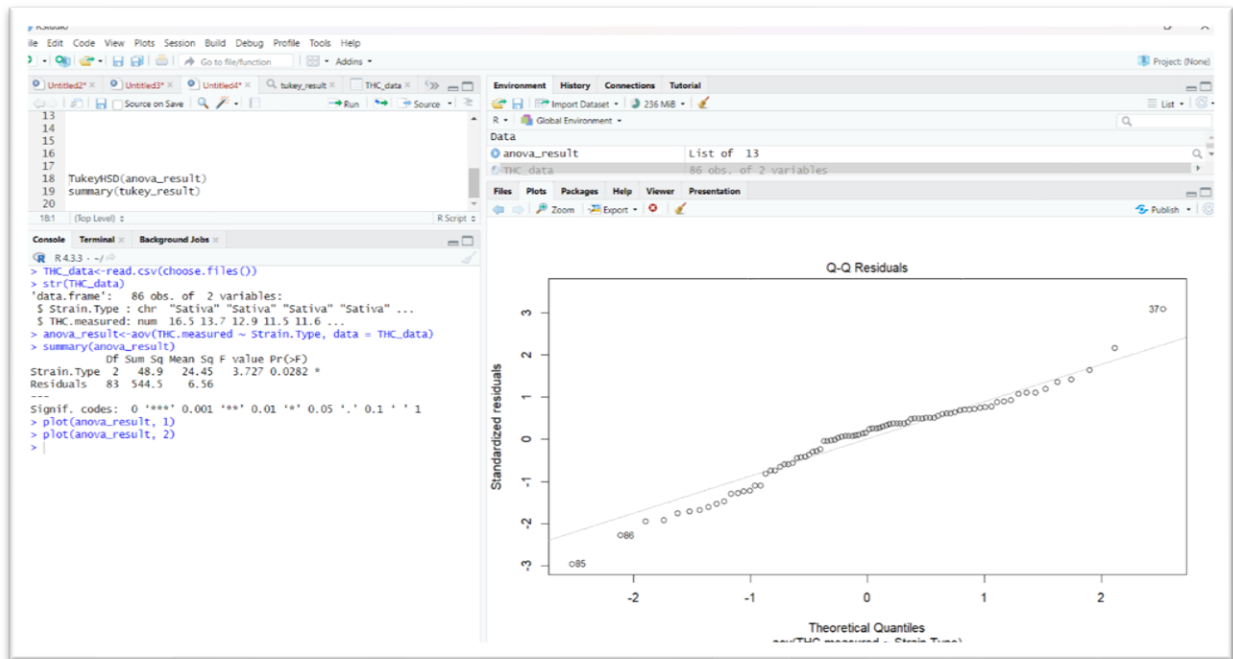 RStudio
ile Edit Code View Plots Session Build Debug Profile Tools Help
Go to file/function Addins
Project: (None)
Untitled2* Untitled3* Untitled4* tukey_result THC_data
Source on Save Run Source
13
14
15
16
17
18 TukeyHSD(anova_result)
19 summary(tukey_result)
20
18:1 (Top Level) R Script
Console Terminal Background Jobs
R 4.3.3 · ~/
> THC_data<-read.csv(choose.files())
> str(THC_data)
'data.frame': 86 obs. of 2 variables:
$ Strain.Type : chr "Sativa" "Sativa" "Sativa" "Sativa" ...
$ THC.measured: num 16.5 13.7 12.9 11.5 11.6 ...
> anova_result<-aov(THC.measured ~ Strain.Type, data = THC_data)
> summary(anova_result)
Df Sum Sq Mean Sq F value Pr(>F)
Strain.Type 2 48.9 24.45 3.727 0.0282 *
Residuals 83 544.5 6.56
---
Signif. codes: 0 '***' 0.001 '**' 0.01 '*' 0.05 '.' 0.1 ' ' 1
> plot(anova_result, 1)
> plot(anova_result, 2)
>
Environment History Connections Tutorial
Import Dataset 236 MiB List
R Global Environment
Data
anova_result List of 13
THC_data 86 obs. of 2 variables
Files Plots Packages Help Viewer Presentation
Zoom Export Publish
Q-Q Residuals
Standardized residuals
3
2
1
0
-1
-2
-3
37
86
85
-2 -1 0 1 2
Theoretical Quantiles
aov(THC.measured ~ Strain.Type)